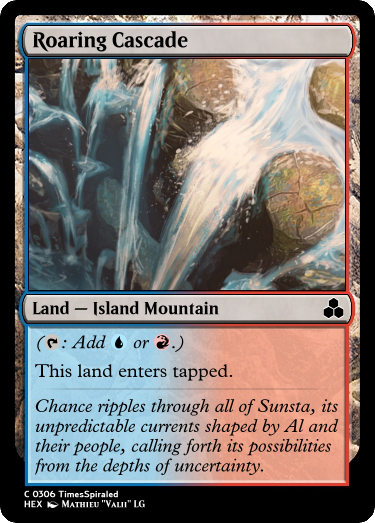 Roaring Cascade
Land — Island Mountain
(: Add or .)
This land enters tapped.
Chance ripples through all of Sunsta, its
unpredictable currents shaped by Al and
their people, calling forth its possibilities
from the depths of uncertainty.
C 0306 TimesSpiraled
HEX Mathieu "Valii" LG